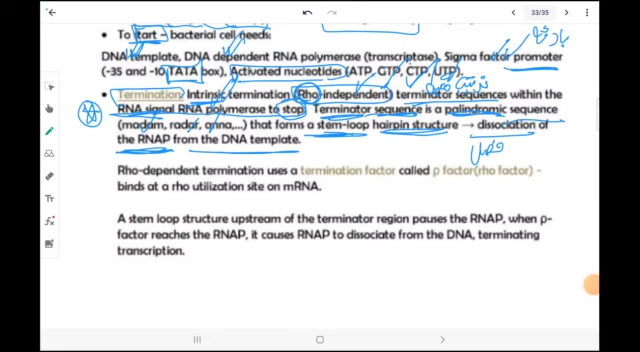 33/35
• To start – bacterial cell needs:
DNA template, DNA dependent RNA polymerase (transcriptase), Sigma factor promoter
(-35 and -10 TATA box), Activated nucleotides (ATP, GTP, CTP, UTP).
• Termination: Intrinsic termination (Rho independent) terminator sequences within the
RNA signal RNA polymerase to stop. Terminator sequence is a palindromic sequence
(madam, radar, anna,...) that forms a stem-loop hairpin structure → dissociation of
the RNAP from the DNA template.
Rho-dependent termination uses a termination factor called ρ factor(rho factor) -
binds at a rho utilization site on mRNA.
A stem loop structure upstream of the terminator region pauses the RNAP, when ρ-
factor reaches the RNAP, it causes RNAP to dissociate from the DNA, terminating
transcription.